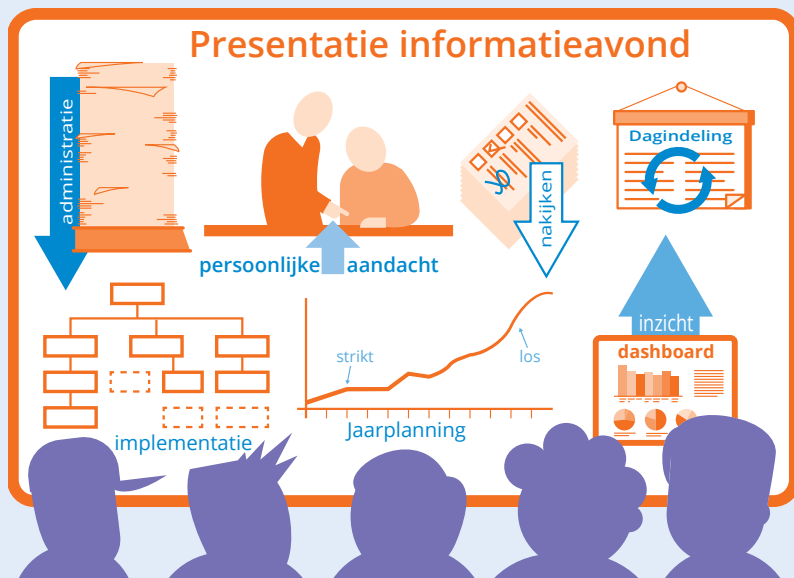 Presentatie informatieavond
administratie
persoonlijke aandacht
nakijken
Dagindeling
implementatie
strikt
los
Jaarplanning
inzicht
dashboard